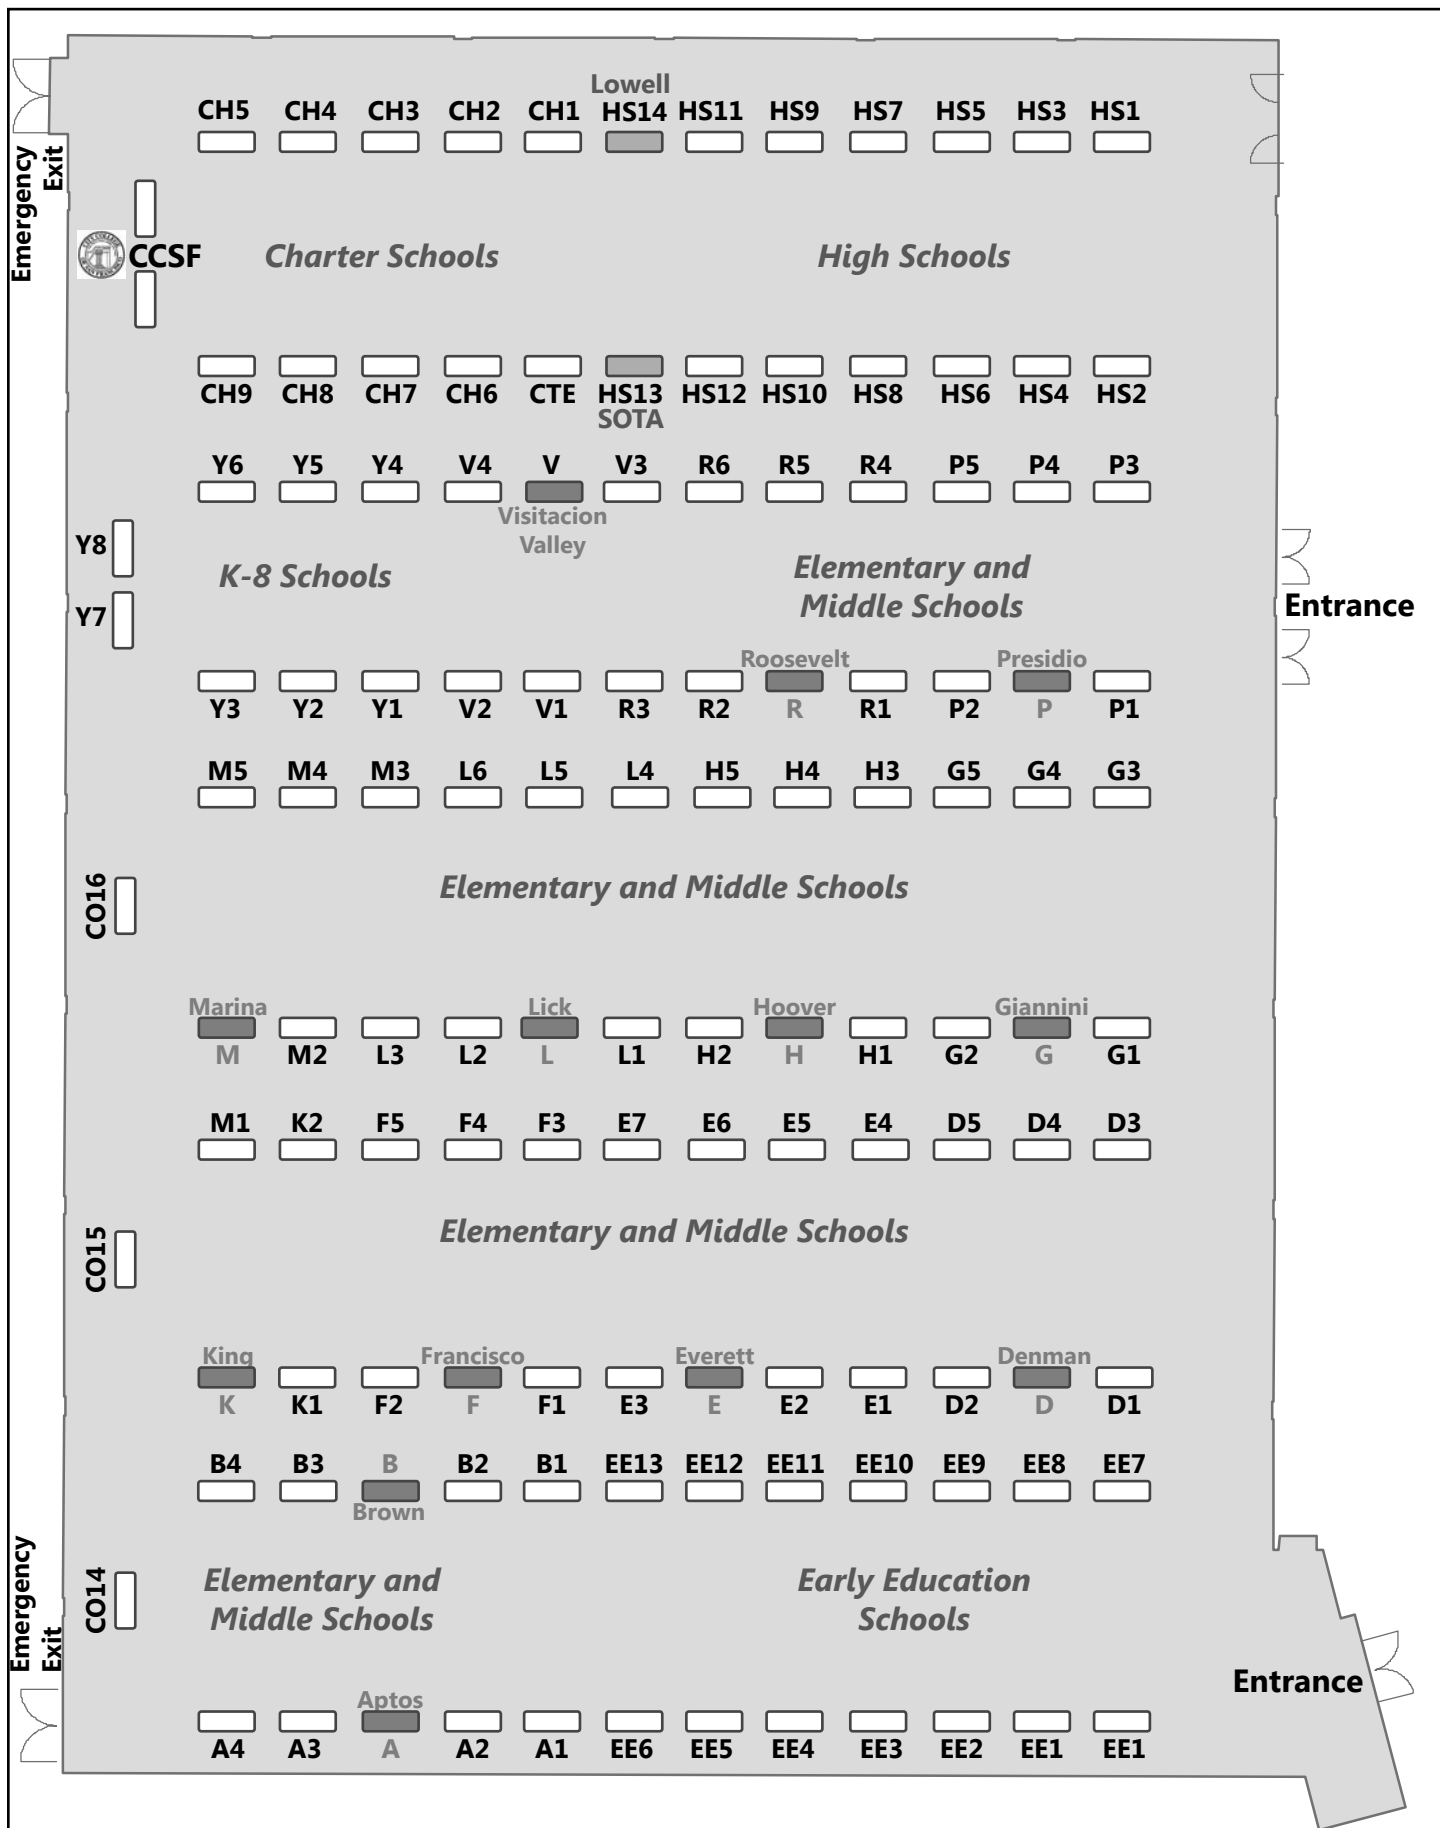 Lowell
CH5 CH4 CH3 CH2 CH1 HS14 HS11 HS9 HS7 HS5 HS3 HS1
Emergency
Exit
CCSF
Charter Schools
High Schools
CH9 CH8 CH7 CH6 CTE HS13 HS12 HS10 HS8 HS6 HS4 HS2
SOTA
Y6 Y5 Y4 V4 V V3 R6 R5 R4 P5 P4 P3
Visitacion
Valley
Y8
Y7
K-8 Schools
Elementary and
Middle Schools
Entrance
Roosevelt Presidio
Y3 Y2 Y1 V2 V1 R3 R2 R R1 P2 P P1
M5 M4 M3 L6 L5 L4 H5 H4 H3 G5 G4 G3
CO16
Elementary and Middle Schools
Marina Lick Hoover Giannini
M M2 L3 L2 L L1 H2 H H1 G2 G G1
M1 K2 F5 F4 F3 E7 E6 E5 E4 D5 D4 D3
CO15
Elementary and Middle Schools
King Francisco Everett Denman
K K1 F2 F F1 E3 E E2 E1 D2 D D1
B4 B3 B B2 B1 EE13 EE12 EE11 EE10 EE9 EE8 EE7
Brown
Emergency
Exit
CO14
Elementary and
Middle Schools
Early Education
Schools
Entrance
Aptos
A4 A3 A A2 A1 EE6 EE5 EE4 EE3 EE2 EE1 EE1